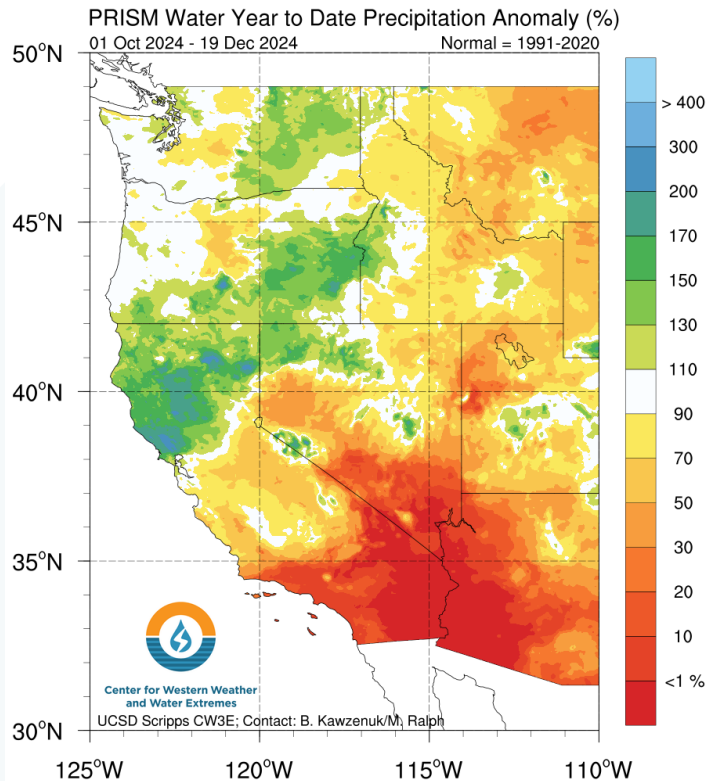 PRISM Water Year to Date Precipitation Anomaly (%)
01 Oct 2024 - 19 Dec 2024 Normal = 1991-2020
50°N
45°N
40°N
35°N
30°N
125°W 120°W 115°W 110°W
> 400
300
200
170
150
130
110
90
70
50
30
20
10
<1 %
Center for Western Weather
and Water Extremes
UCSD Scripps CW3E; Contact: B. Kawzenuk/M. Ralph